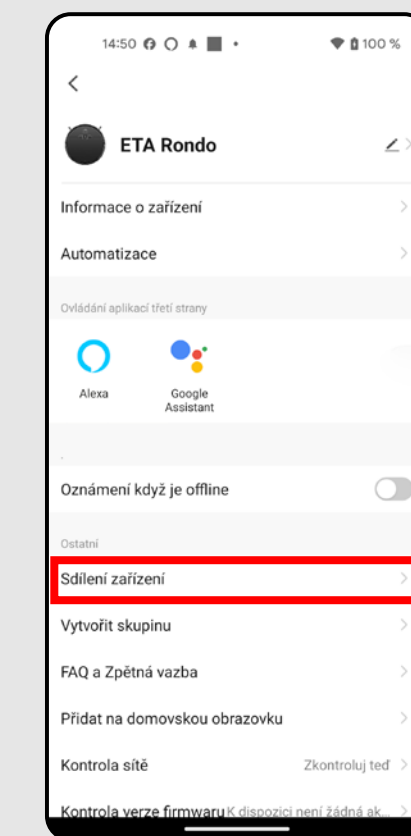 14:50
100 %
ETA Rondo
Informace o zařízení
Automatizace
Ovládání aplikací třetí strany
Alexa
Google
Assistant
Oznámení když je offline
Ostatní
Sdílení zařízení
Vytvořit skupinu
FAQ a Zpětná vazba
Přidat na domovskou obrazovku
Kontrola sítě Zkontroluj teď
Kontrola verze firmwaru K dispozici není žádná ak...